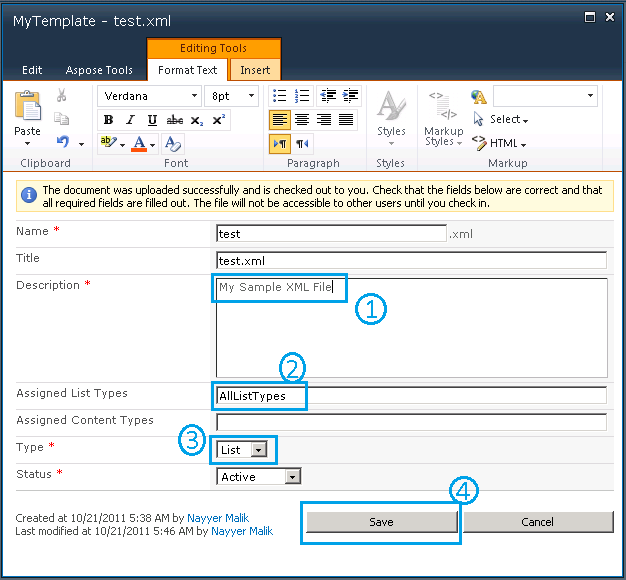 MyTemplate - test.xml
Editing Tools
Edit Aspose Tools Format Text Insert
Verdana 8pt
Paste
B I U abc x₂ x²
Styles Markup Styles
Select
HTML
ab A A
Clipboard Font Paragraph Styles Markup
The document was uploaded successfully and is checked out to you. Check that the fields below are correct and that
all required fields are filled out. The file will not be accessible to other users until you check in.
Name * test .xml
Title test.xml
Description * My Sample XML File
1
2
Assigned List Types AllListTypes
Assigned Content Types
Type * 3 List
Status * Active
4
Created at 10/21/2011 5:38 AM by Nayyer Malik
Last modified at 10/21/2011 5:46 AM by Nayyer Malik
Save Cancel